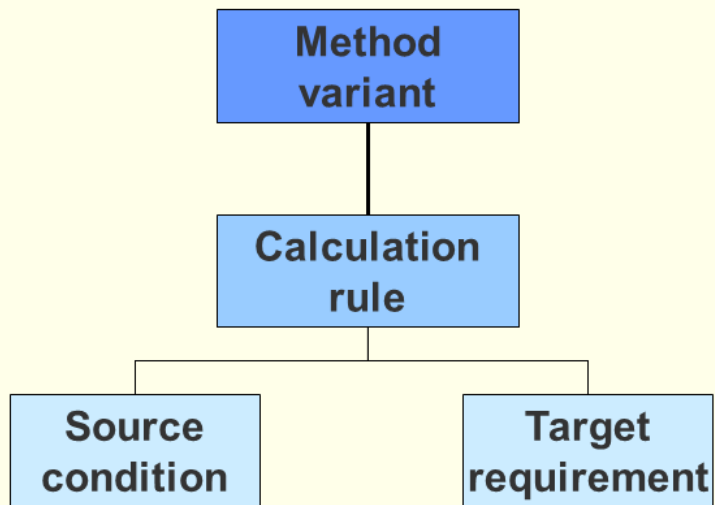 Method
variant
Calculation
rule
Source
condition
Target
requirement